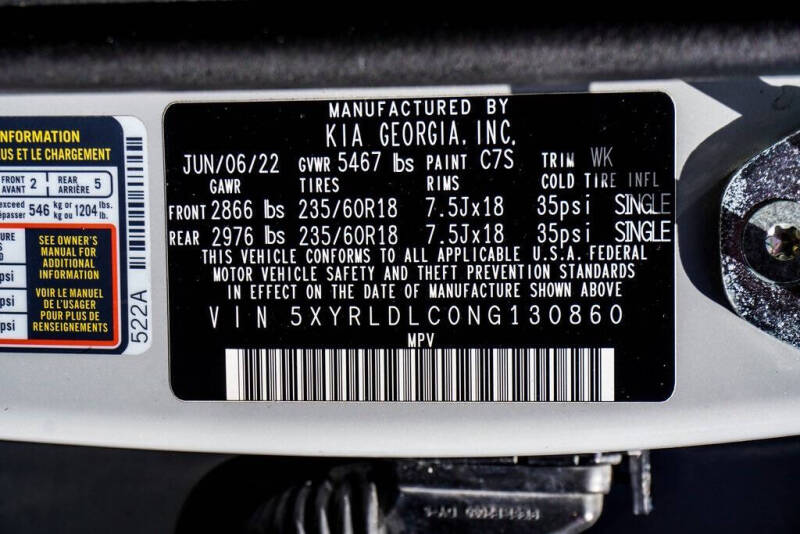 MANUFACTURED BY
KIA GEORGIA, INC.
JUN/06/22 GVWR 5467 lbs PAINT C7S TRIM WK
GAWR TIRES RIMS COLD TIRE INFL
FRONT 2866 lbs 235/60R18 7.5Jx18 35psi SINGLE
REAR 2976 lbs 235/60R18 7.5Jx18 35psi SINGLE
THIS VEHICLE CONFORMS TO ALL APPLICABLE U.S.A. FEDERAL
MOTOR VEHICLE SAFETY AND THEFT PREVENTION STANDARDS
IN EFFECT ON THE DATE OF MANUFACTURE SHOWN ABOVE
VIN 5XYRLDLC0NG130860
MPV
INFORMATION
US ET LE CHARGEMENT
FRONT AVANT 2 REAR ARRIÈRE 5
exceed
épasser 546 kg or kg ou 1204 lbs. lb.
SEE OWNER'S
MANUAL FOR
ADDITIONAL
INFORMATION
VOIR LE MANUEL
DE L'USAGER
POUR PLUS DE
RENSEIGNEMENTS
psi
psi
psi
522A